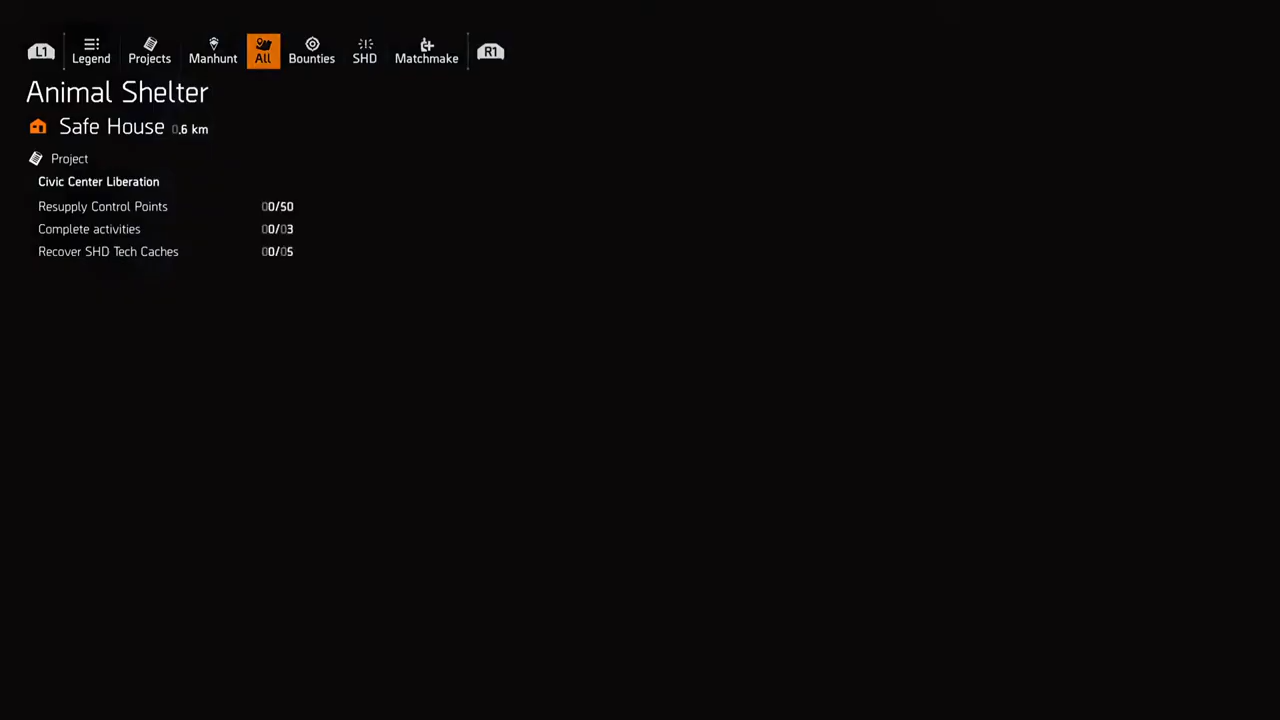 L1 Legend Projects Manhunt All Bounties SHD Matchmake R1
Animal Shelter
Safe House 0.6 km
Project
Civic Center Liberation
Resupply Control Points 00/50
Complete activities 00/03
Recover SHD Tech Caches 00/05